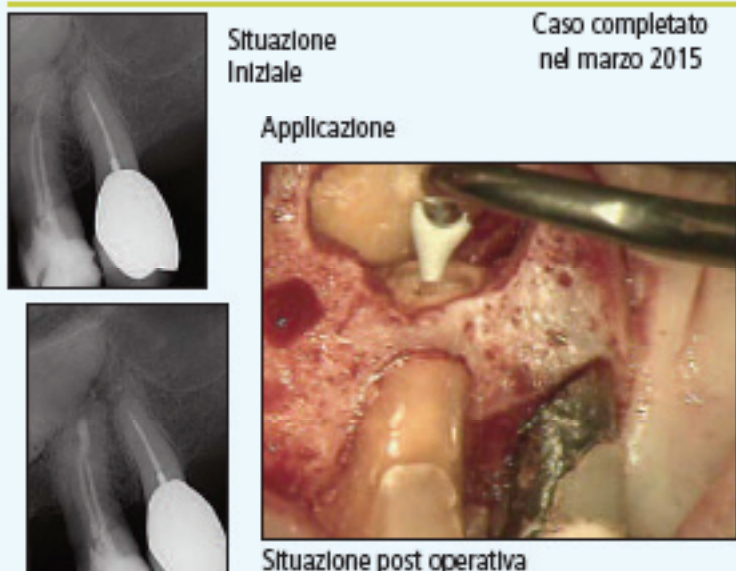 Situazione
Iniziale
Caso completato
nel marzo 2015
Applicazione
Situazione post operativa